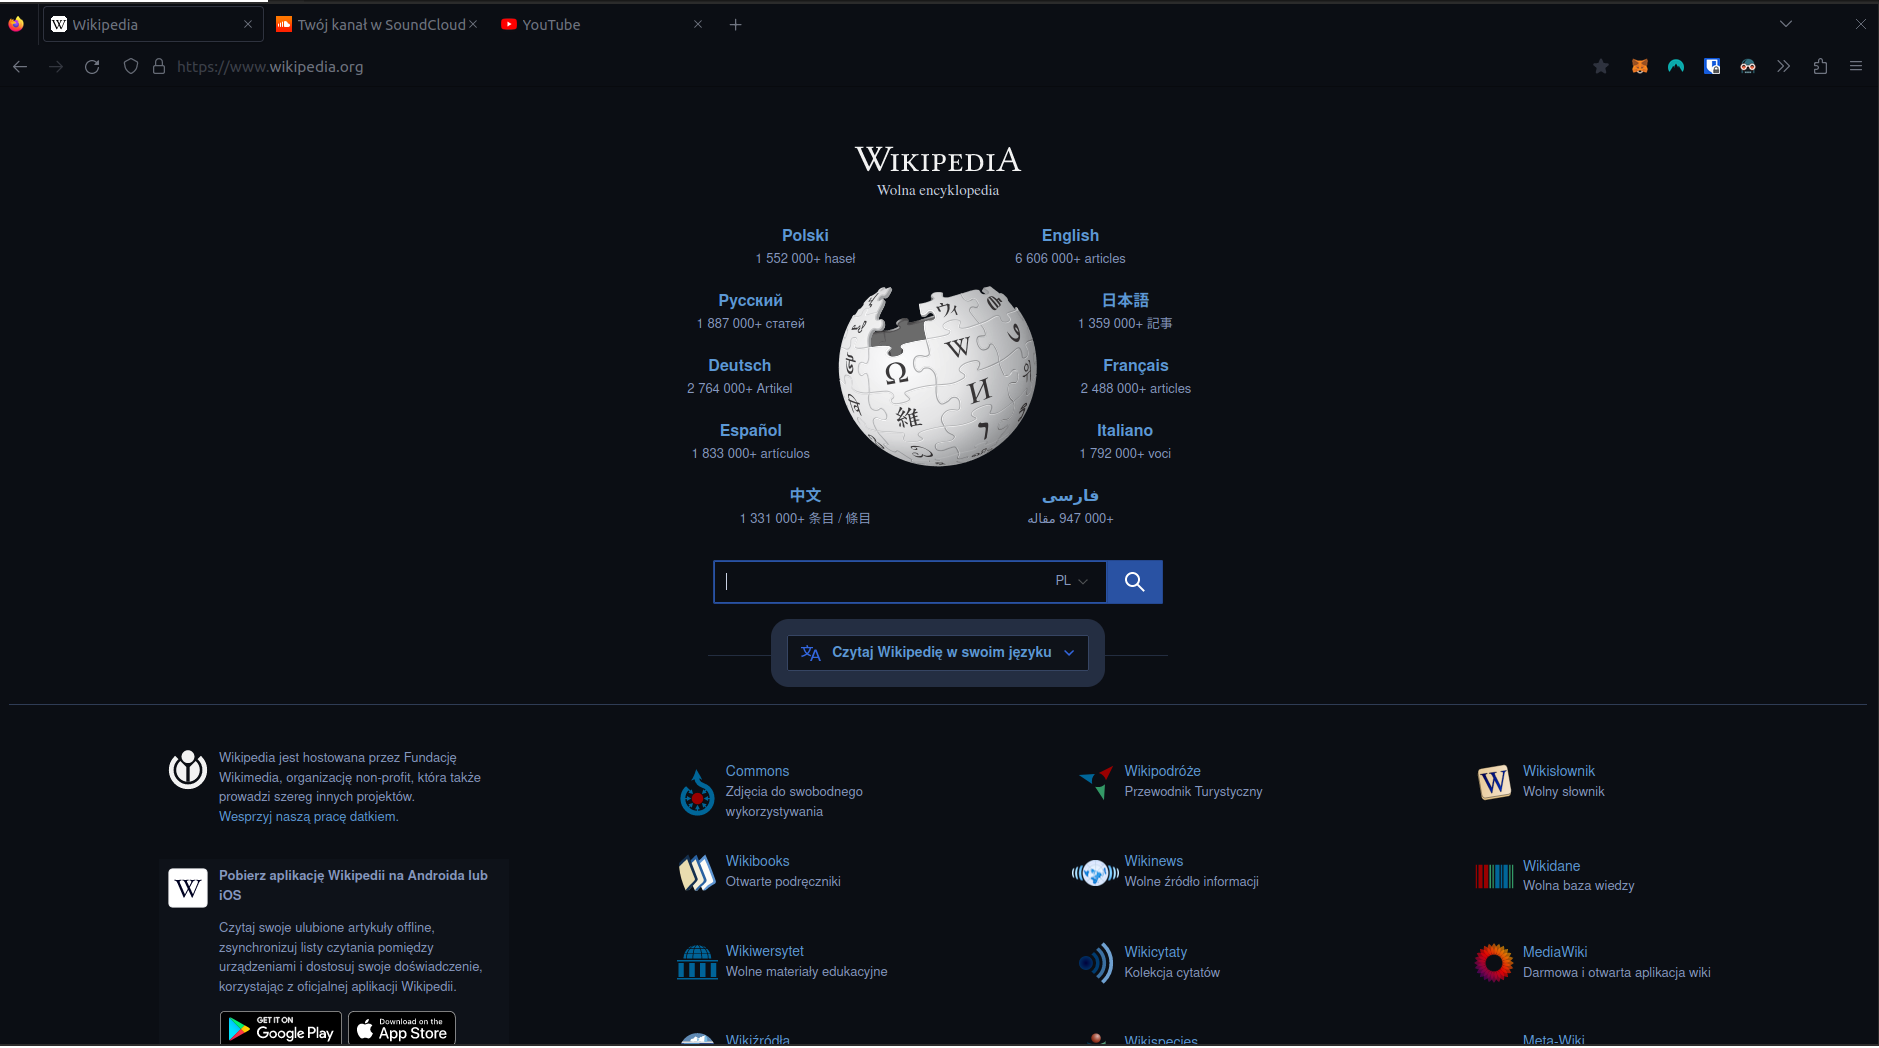 Wikipedia
Twój kanał w SoundCloud
YouTube
https://www.wikipedia.org
WIKIPEDIA
Wolna encyklopedia
Polski
1 552 000+ haseł
English
6 606 000+ articles
Русский
1 887 000+ статей
日本語
1 359 000+ 記事
Deutsch
2 764 000+ Artikel
Français
2 488 000+ articles
Español
1 833 000+ artículos
Italiano
1 792 000+ voci
中文
1 331 000+ 条目 / 條目
فارسی
۹47 000+ مقاله
PL
Czytaj Wikipedię w swoim języku
Wikipedia jest hostowana przez Fundację
Wikimedia, organizację non-profit, która także
prowadzi szereg innych projektów.
Wesprzyj naszą pracę datkiem.
Pobierz aplikację Wikipedii na Androida lub
iOS
Czytaj swoje ulubione artykuły offline,
zsynchronizuj listy czytania pomiędzy
urządzeniami i dostosuj swoje doświadczenie,
korzystając z oficjalnej aplikacji Wikipedii.
GET IT ON
Google Play
Download on the
App Store
Commons
Zdjęcia do swobodnego
wykorzystywania
Wikipodróże
Przewodnik Turystyczny
Wikisłownik
Wolny słownik
Wikibooks
Otwarte podręczniki
Wikinews
Wolne źródło informacji
Wikidane
Wolna baza wiedzy
Wikiwersytet
Wolne materiały edukacyjne
Wikicytaty
Kolekcja cytatów
MediaWiki
Darmowa i otwarta aplikacja wiki
Wikiźródła
Wikispecies
Meta-Wiki